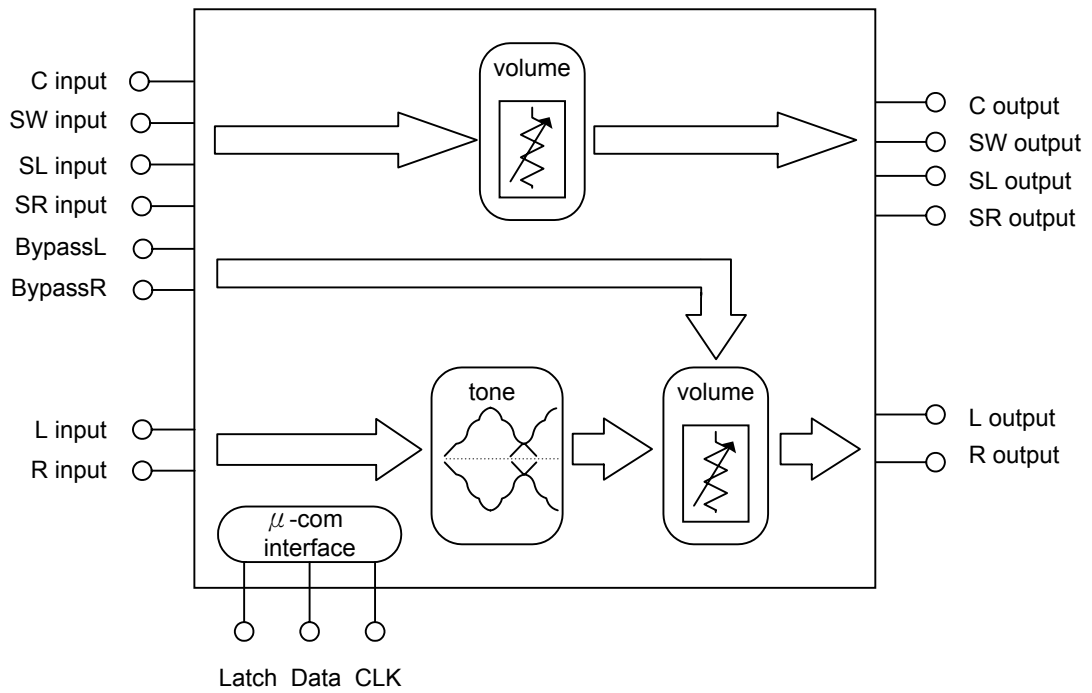 volume
C input
SW input
SL input
SR input
BypassL
BypassR
C output
SW output
SL output
SR output
tone
volume
L input
R input
L output
R output
μ-com
interface
Latch Data CLK